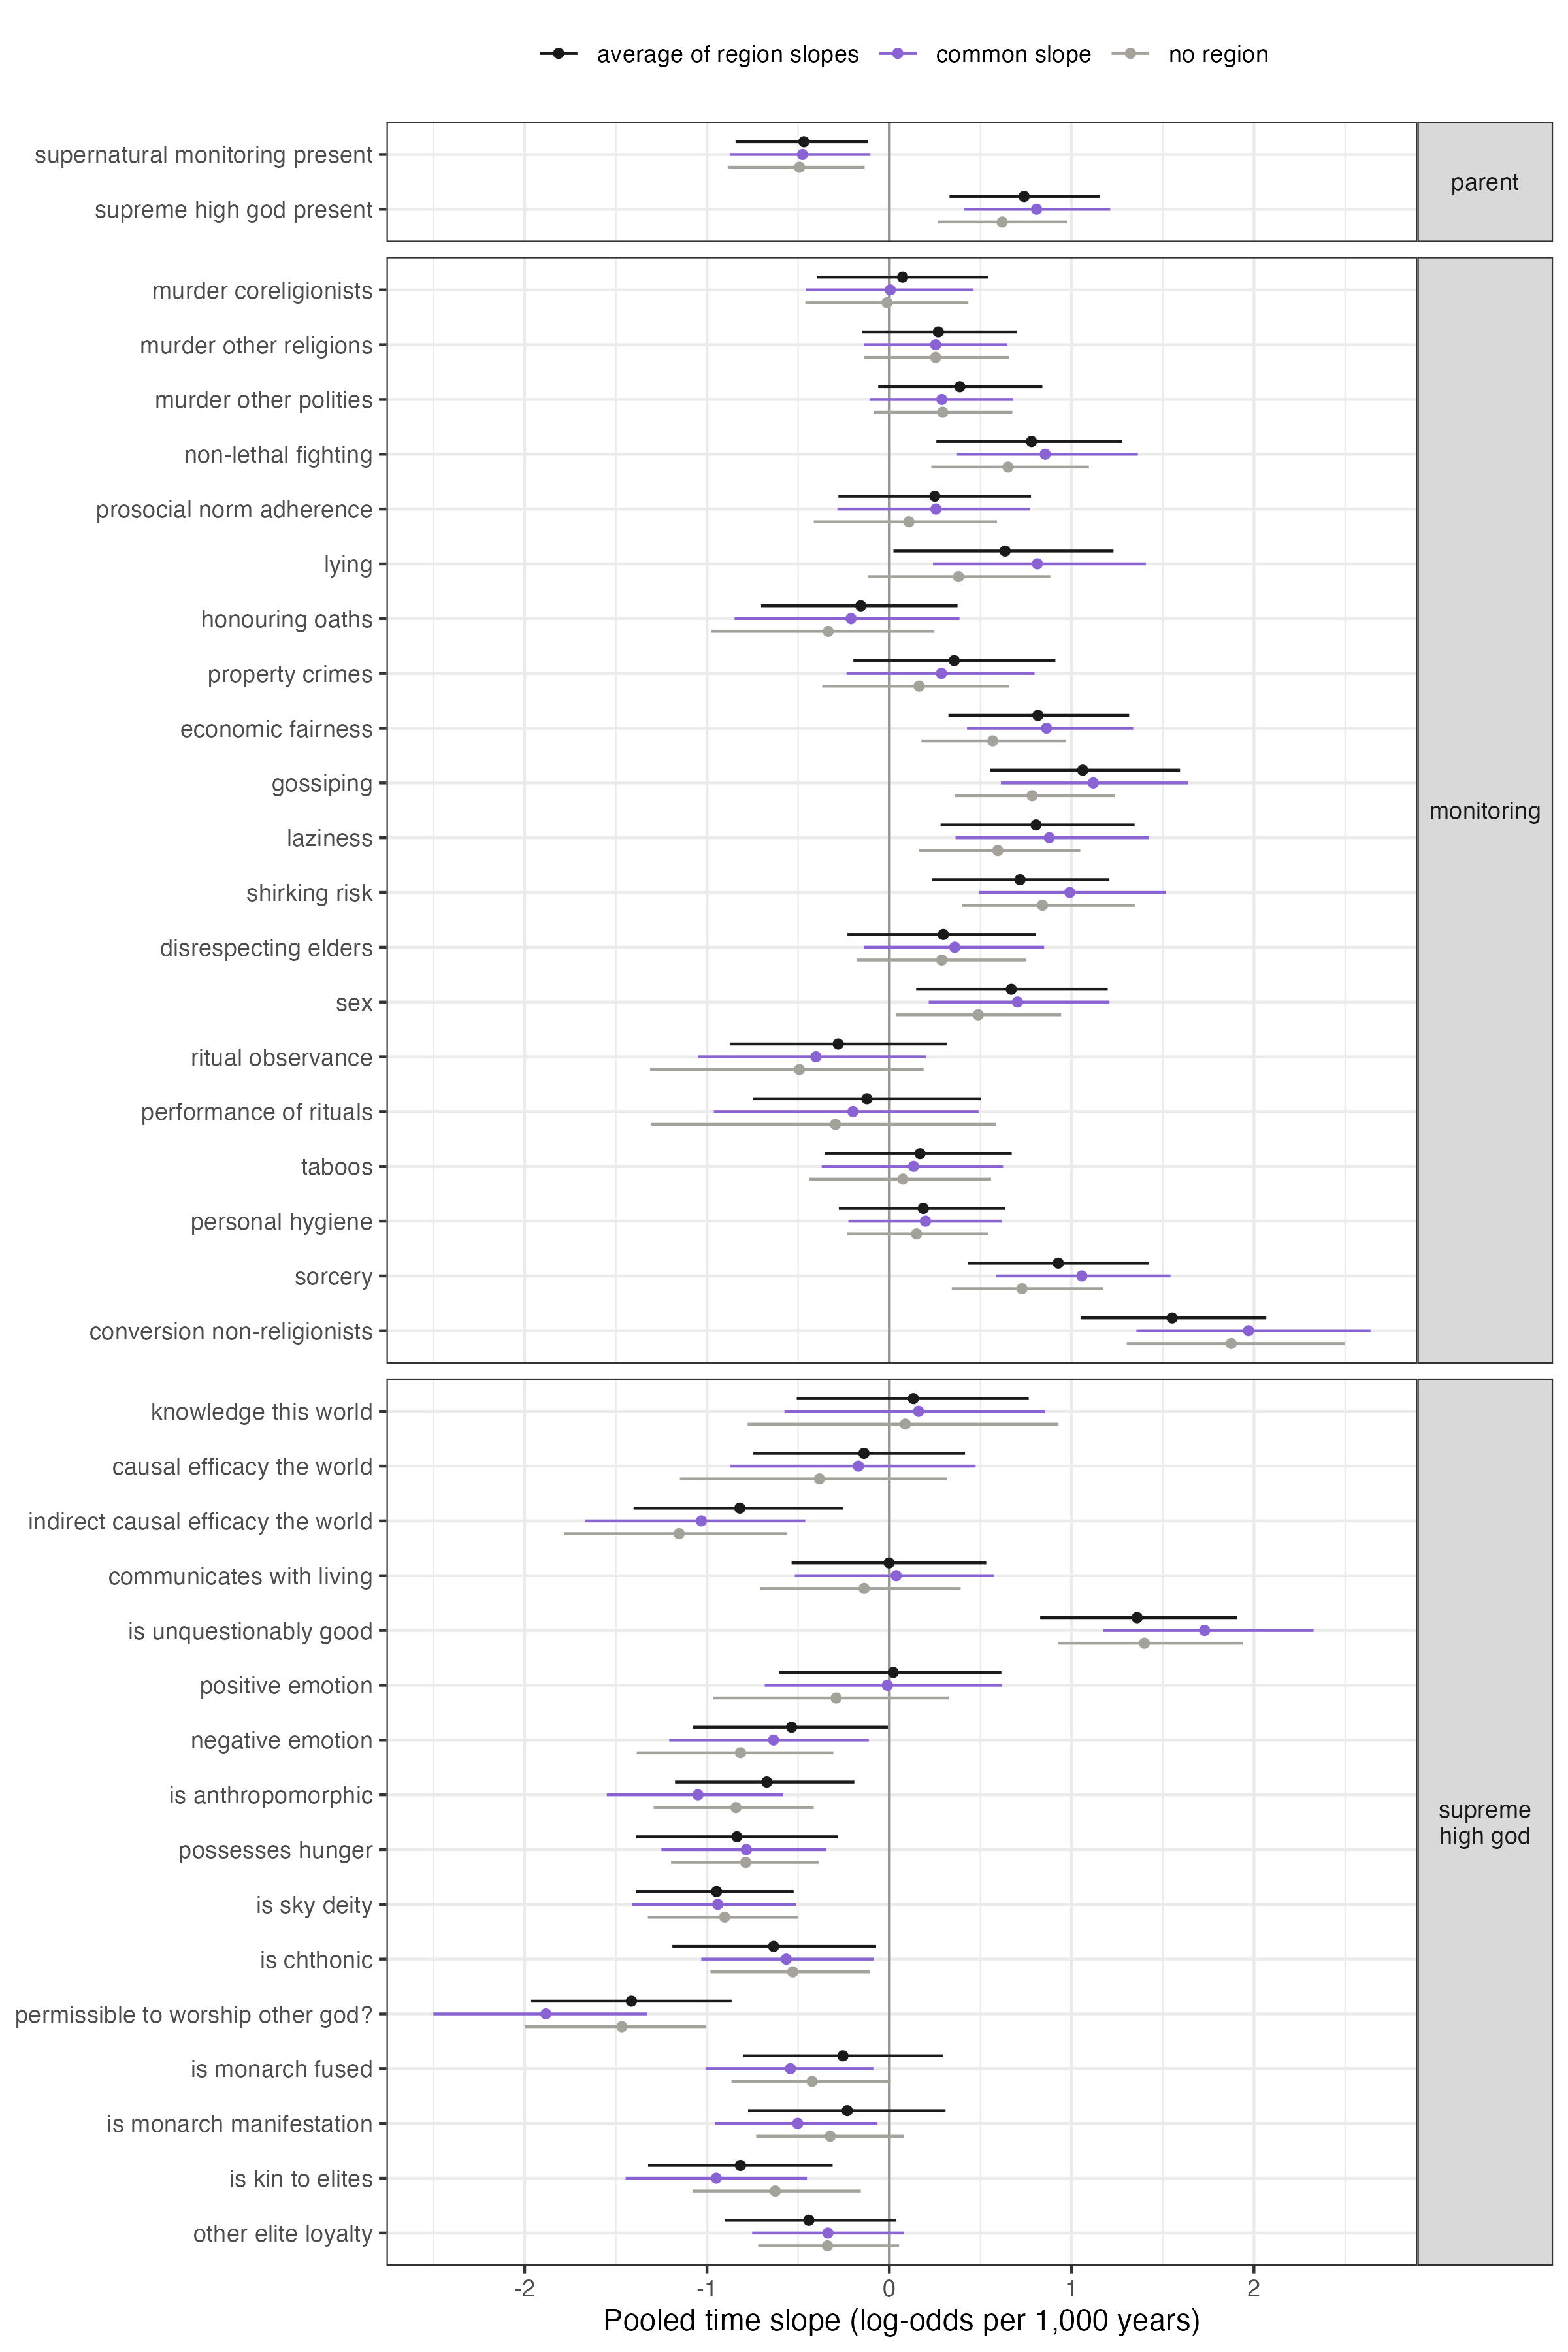 average of region slopes common slope no region
supernatural monitoring present
supreme high god present
parent
murder coreligionists
murder other religions
murder other polities
non-lethal fighting
prosocial norm adherence
lying
honouring oaths
property crimes
economic fairness
gossiping
laziness
shirking risk
disrespecting elders
sex
ritual observance
performance of rituals
taboos
personal hygiene
sorcery
conversion non-religionists
monitoring
knowledge this world
causal efficacy the world
indirect causal efficacy the world
communicates with living
is unquestionably good
positive emotion
negative emotion
is anthropomorphic
possesses hunger
is sky deity
is chthonic
permissible to worship other god?
is monarch fused
is monarch manifestation
is kin to elites
other elite loyalty
supreme
high god
-2 -1 0 1 2
Pooled time slope (log-odds per 1,000 years)